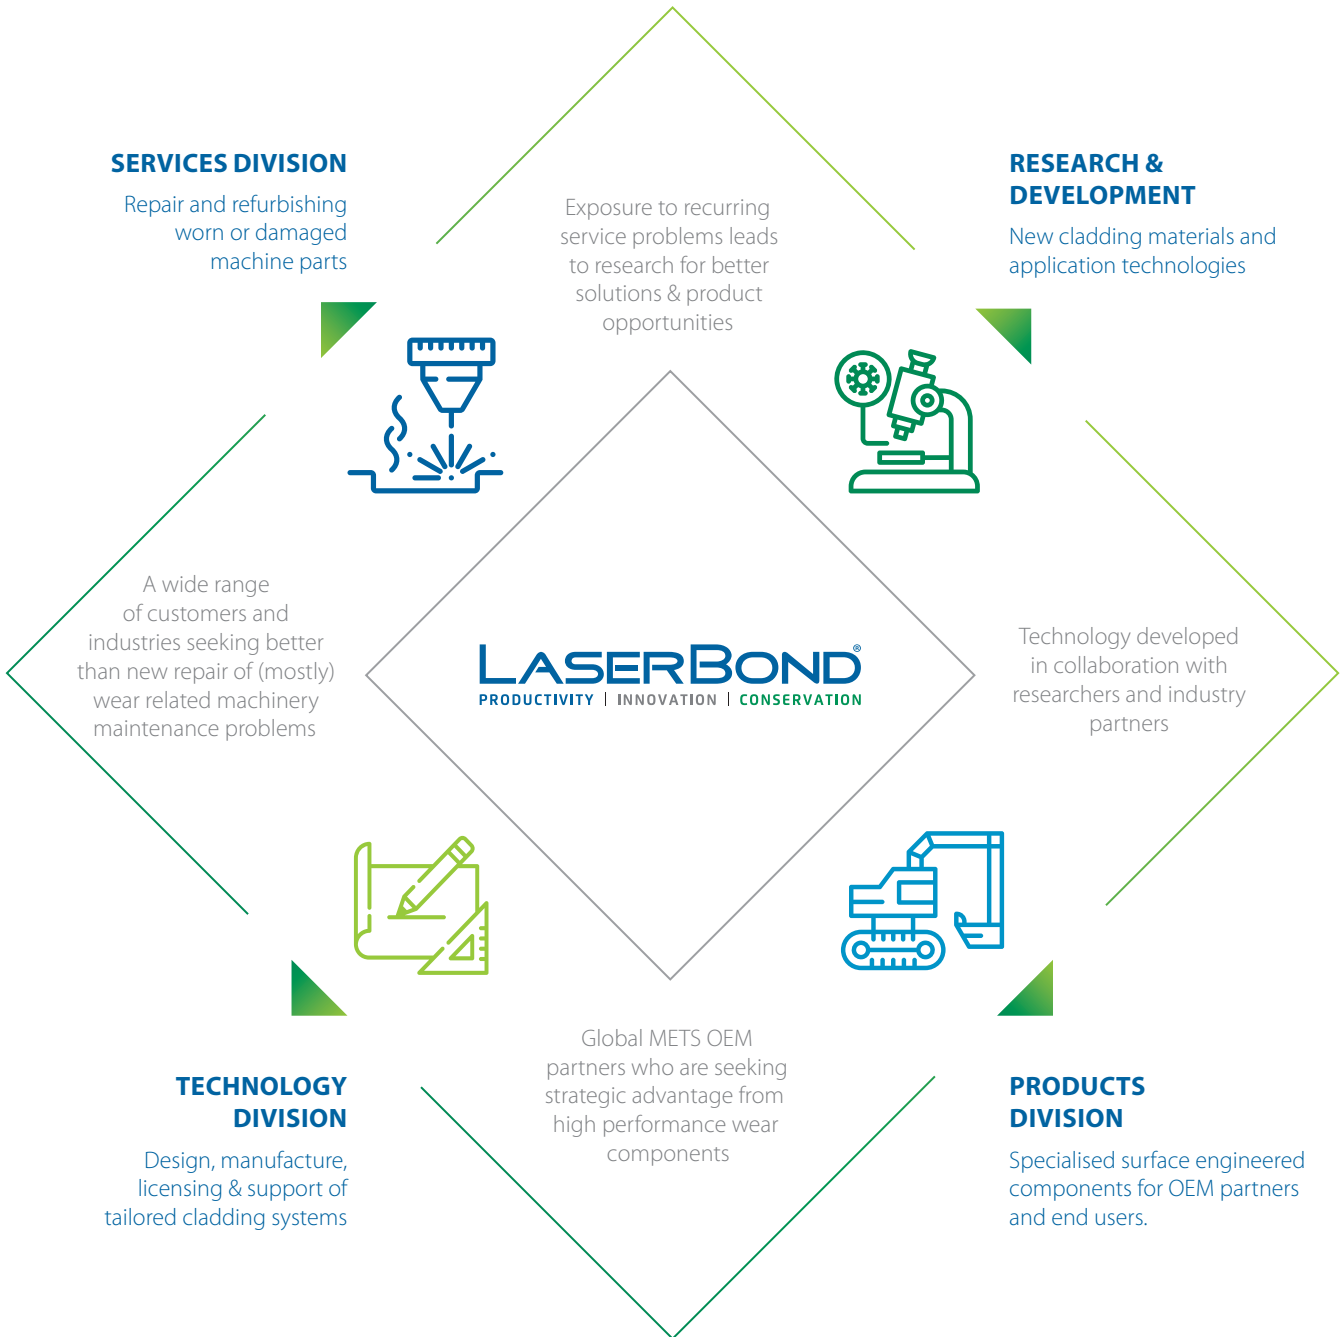 SERVICES DIVISION
Repair and refurbishing
worn or damaged
machine parts
Exposure to recurring
service problems leads
to research for better
solutions & product
opportunities
RESEARCH &
DEVELOPMENT
New cladding materials and
application technologies
A wide range
of customers and
industries seeking better
than new repair of (mostly)
wear related machinery
maintenance problems
LASERBOND®
PRODUCTIVITY | INNOVATION | CONSERVATION
Technology developed
in collaboration with
researchers and industry
partners
TECHNOLOGY
DIVISION
Design, manufacture,
licensing & support of
tailored cladding systems
Global METS OEM
partners who are seeking
strategic advantage from
high performance wear
components
PRODUCTS
DIVISION
Specialised surface engineered
components for OEM partners
and end users.